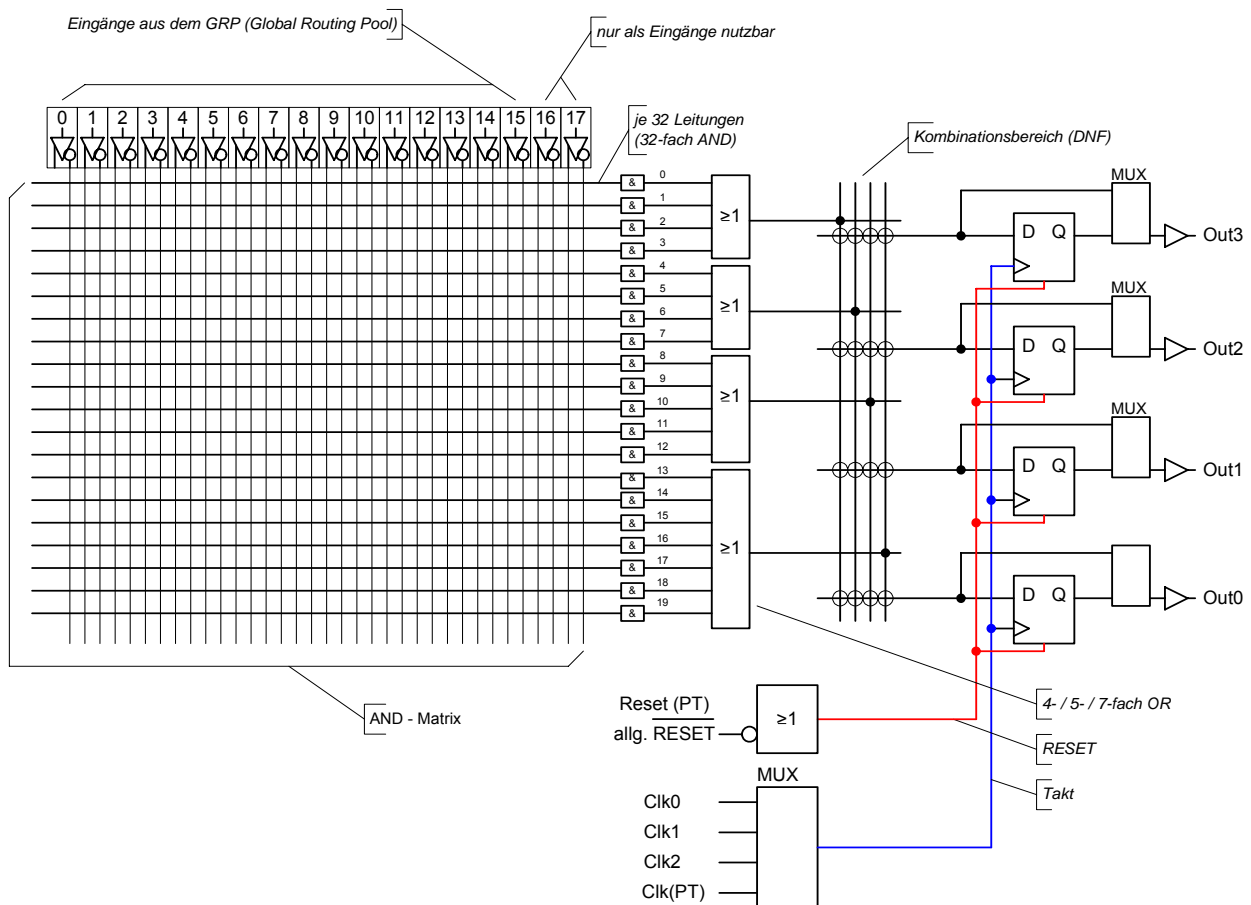 Eingänge aus dem GRP (Global Routing Pool)
nur als Eingänge nutzbar
0 1 2 3 4 5 6 7 8 9 10 11 12 13 14 15 16 17
je 32 Leitungen
(32-fach AND)
Kombinationsbereich (DNF)
& 0
& 1
& 2
& 3
≥1
& 4
& 5
& 6
& 7
≥1
& 8
& 9
& 10
& 11
& 12
≥1
& 13
& 14
& 15
& 16
& 17
& 18
& 19
≥1
MUX
D Q
Out3
MUX
D Q
Out2
MUX
D Q
Out1
D Q
Out0
AND - Matrix
4- / 5- / 7-fach OR
Reset (PT)
allg. RESET
≥1
RESET
Takt
MUX
Clk0
Clk1
Clk2
Clk(PT)